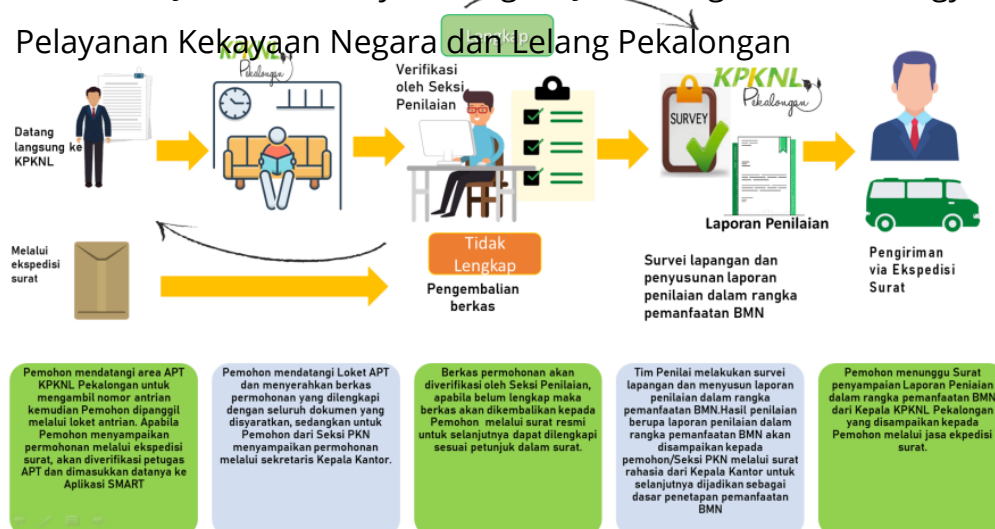 Pelayanan Kekayaan Negara dan Lelang Pekalongan
Lengkap
KPKNL
Pekalongan
Datang
langsung ke
KPKNL
Verifikasi
oleh Seksi
Penilaian
SURVEY
KPKNL
Pekalongan
Laporan Penilaian
Melalui
ekspedisi
surat
Tidak
Lengkap
Pengembalian
berkas
Survei lapangan dan
penyusunan laporan
penilaian dalam rangka
pemanfaatan BMN
Pengiriman
via Ekspedisi
Surat
Pemohon mendatangi area APT
KPKNL Pekalongan untuk
mengambil nomor antrian
kemudian Pemohon dipanggil
melalui loket antrian. Apabila
Pemohon menyampaikan
permohonan melalui ekspedisi
surat, akan diverifikasi petugas
APT dan dimasukkan datanya ke
Aplikasi SMART
Pemohon mendatangi Loket APT
dan menyerahkan berkas
permohonan yang dilengkapi
dengan seluruh dokumen yang
disyaratkan, sedangkan untuk
Pemohon dari Seksi PKN
menyampaikan permohonan
melalui sekretaris Kepala Kantor.
Berkas permohonan akan
diverifikasi oleh Seksi Penilaian,
apabila belum lengkap maka
berkas akan dikembalikan kepada
Pemohon melalui surat resmi
untuk selanjutnya dapat dilengkapi
sesuai petunjuk dalam surat.
Tim Penilai melakukan survei
lapangan dan menyusun laporan
penilaian dalam rangka
pemanfaatan BMN.Hasil penilaian
berupa laporan penilaian dalam
rangka pemanfaatan BMN akan
disampaikan kepada
pemohon/Seksi PKN melalui surat
rahasia dari Kepala Kantor untuk
selanjutnya dijadikan sebagai
dasar penetapan pemanfaatan
BMN
Pemohon menunggu Surat
penyampaian Laporan Peniaian
dalam rangka pemanfaatan BMN
dari Kepala KPKNL Pekalongan
yang disampaikan kepada
Pemohon melalui jasa ekpedisi
surat.